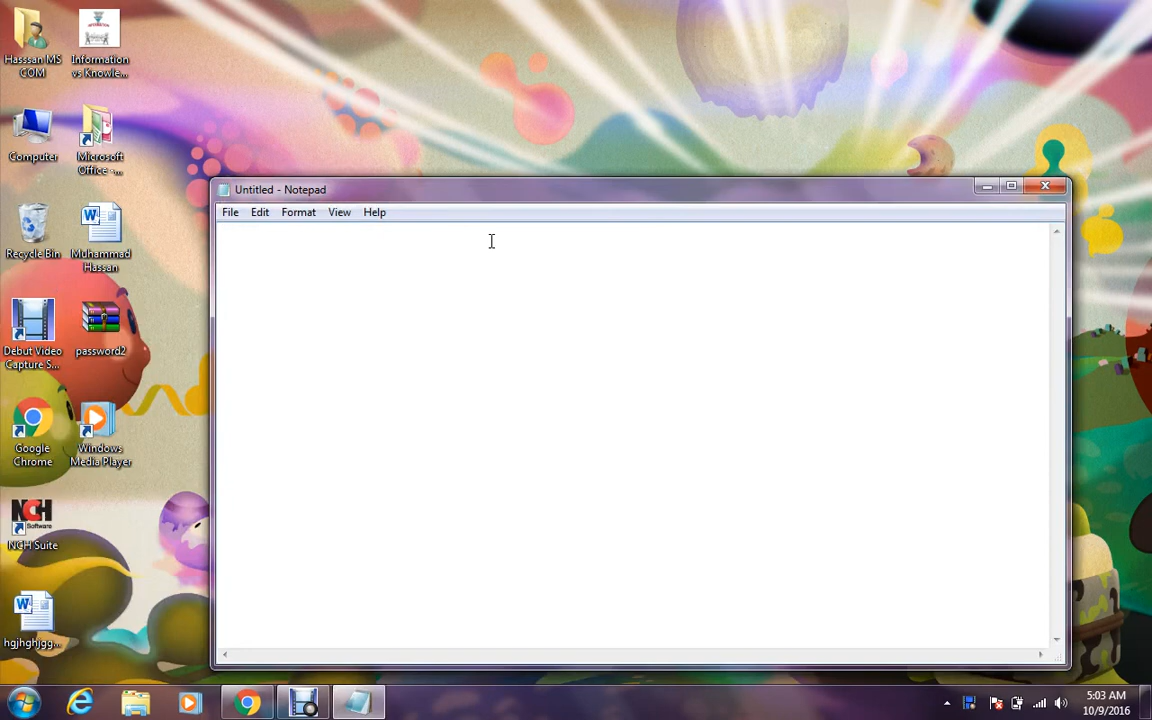 Hasssan MS
COM
Information
vs Knowle...
Computer
Microsoft
Office -...
Recycle Bin
Muhammad
Hassan
Debut Video
Capture S...
password2
Google
Chrome
Windows
Media Player
NCH
Software
NCH Suite
hgjhghjgg...
Untitled - Notepad
File Edit Format View Help
5:03 AM
10/9/2016